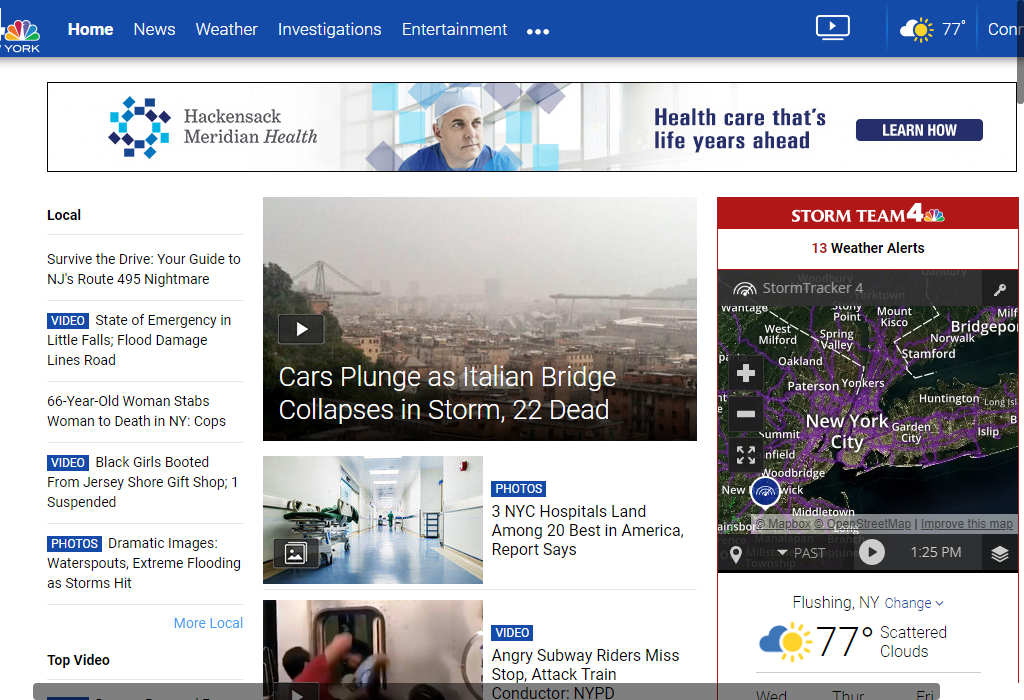 4
YORK
Home News Weather Investigations Entertainment
77°
Hackensack
Meridian Health
Health care that's
life years ahead
LEARN HOW
Local
Survive the Drive: Your Guide to
NJ's Route 495 Nightmare
VIDEO State of Emergency in
Little Falls; Flood Damage
Lines Road
66-Year-Old Woman Stabs
Woman to Death in NY: Cops
VIDEO Black Girls Booted
From Jersey Shore Gift Shop; 1
Suspended
PHOTOS Dramatic Images:
Waterspouts, Extreme Flooding
as Storms Hit
More Local
Top Video
Cars Plunge as Italian Bridge
Collapses in Storm, 22 Dead
PHOTOS
3 NYC Hospitals Land
Among 20 Best in America,
Report Says
VIDEO
Angry Subway Riders Miss
Stop, Attack Train
Conductor: NYPD
STORM TEAM 4
13 Weather Alerts
StormTracker 4
Danbury
Woodbury
Yorktown
Wantage
Stony
Point
Mount
Kisco
Milf
Bridgepor
West
Milford
Spring
Valley
Norwalk
Stamford
Oakland
Paterson
Yonkers
Huntington
Long Isl
New York
City
Garden
City
Islip
Summit
nfield
Woodbridge
New wick
Middletown
ainsboro
© Mapbox © OpenStreetMap | Improve this map
Manalapan
Township
PAST
1:25 PM
Flushing, NY Change
77° Scattered
Clouds
Wed Thur Fri